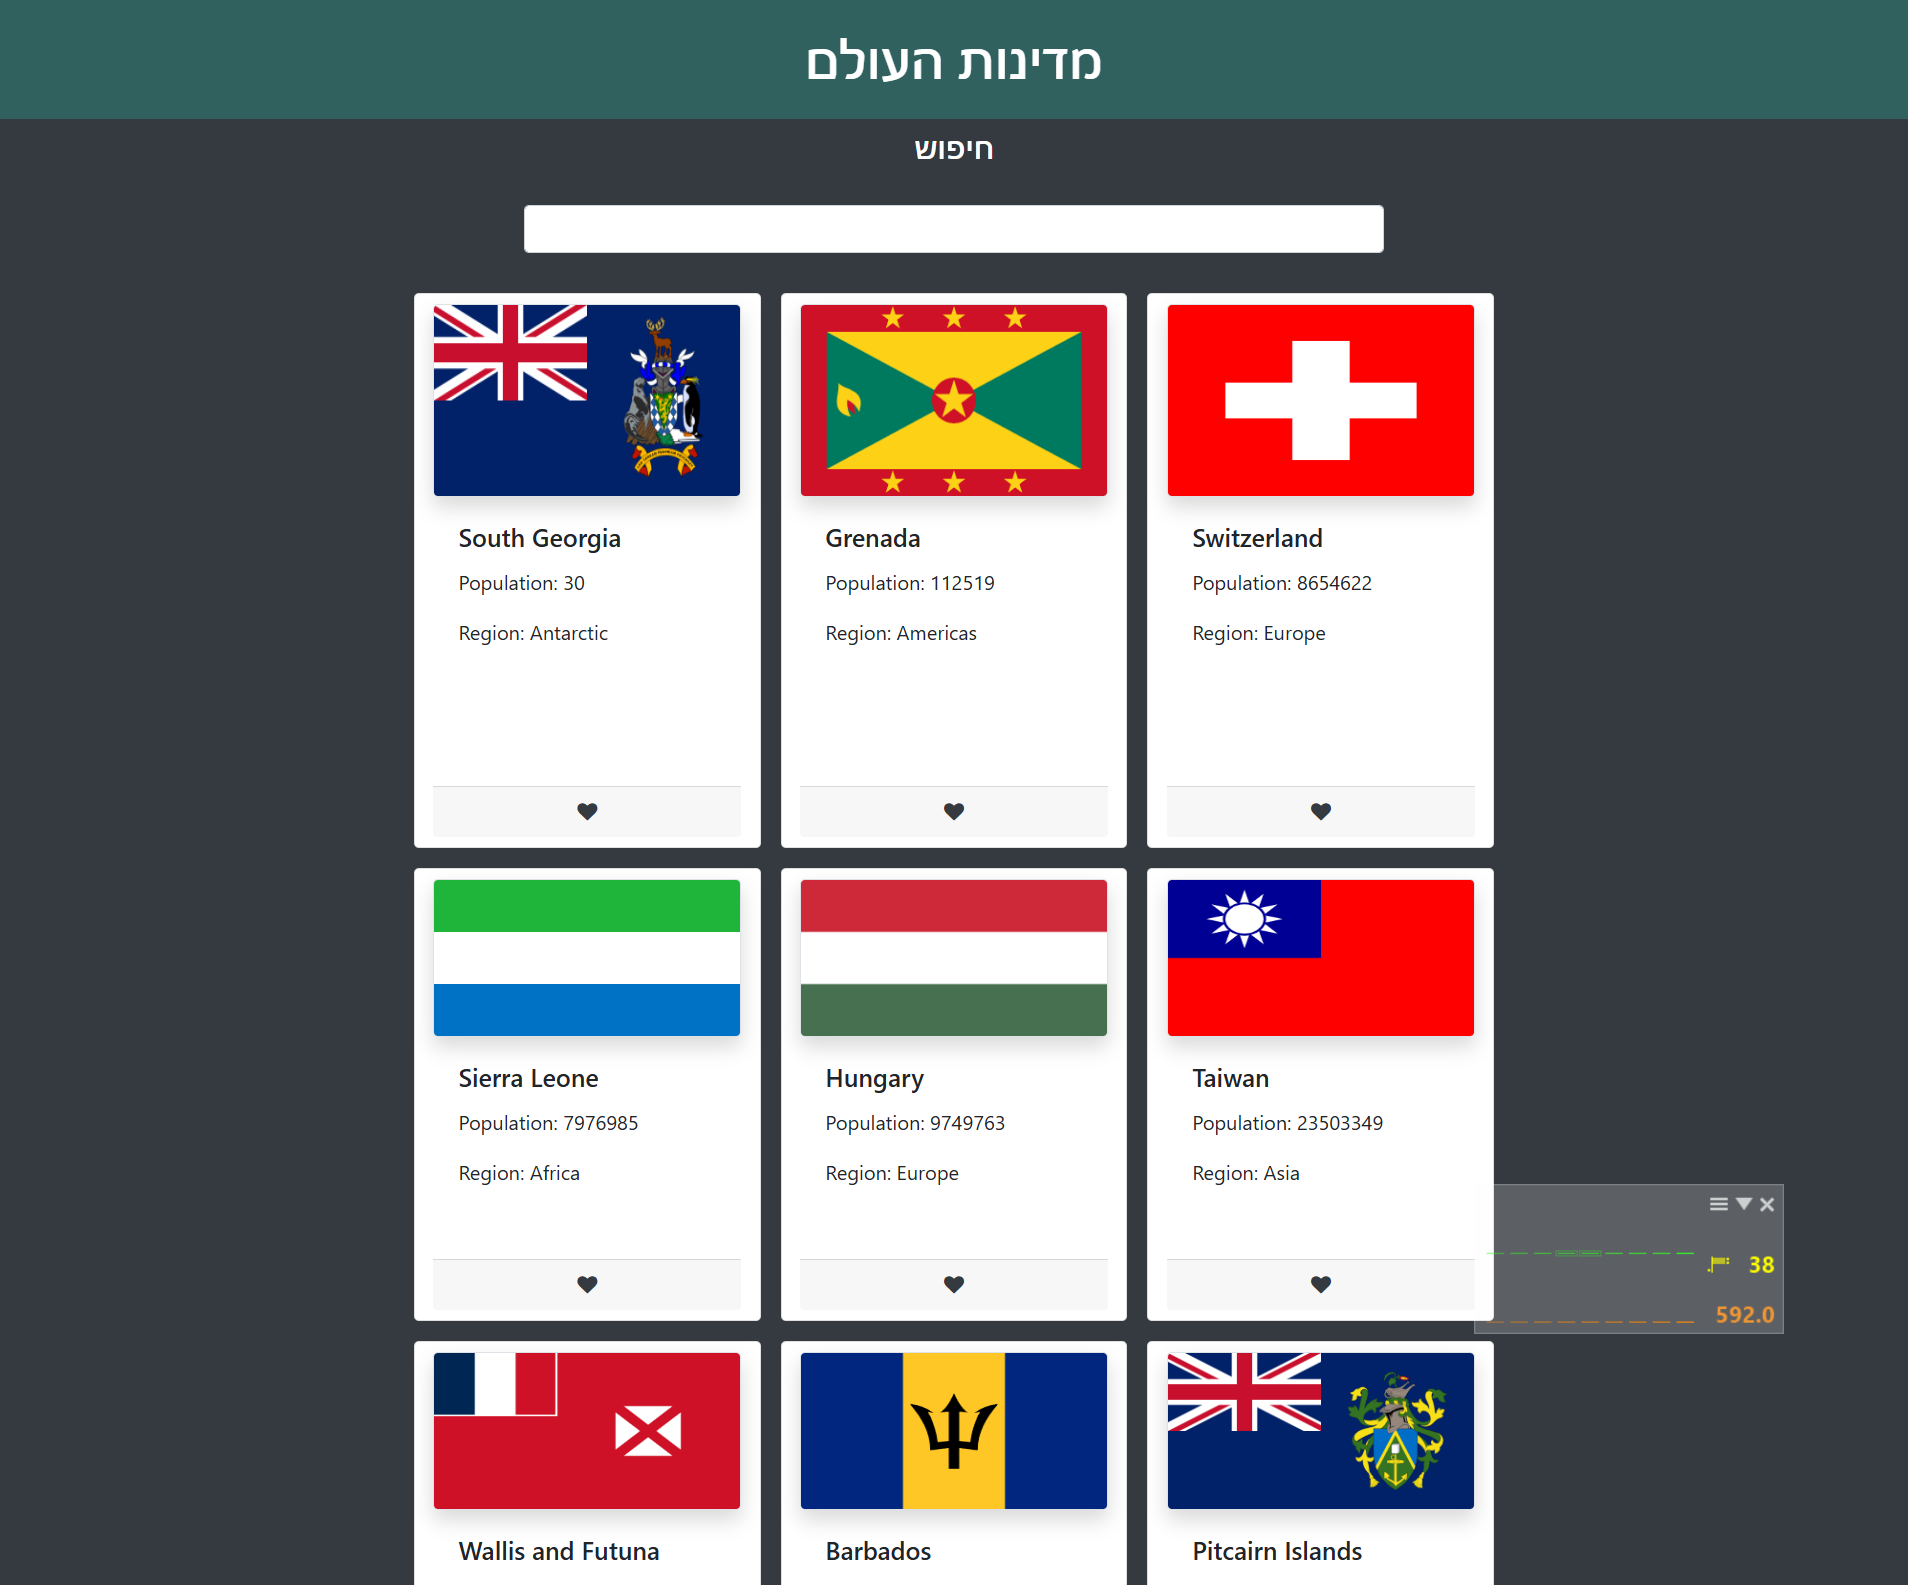 מדינות העולם
חיפוש
South Georgia
Population: 30
Region: Antarctic
Grenada
Population: 112519
Region: Americas
Switzerland
Population: 8654622
Region: Europe
Sierra Leone
Population: 7976985
Region: Africa
Hungary
Population: 9749763
Region: Europe
Taiwan
Population: 23503349
Region: Asia
38
592.0
Wallis and Futuna
Barbados
Pitcairn Islands